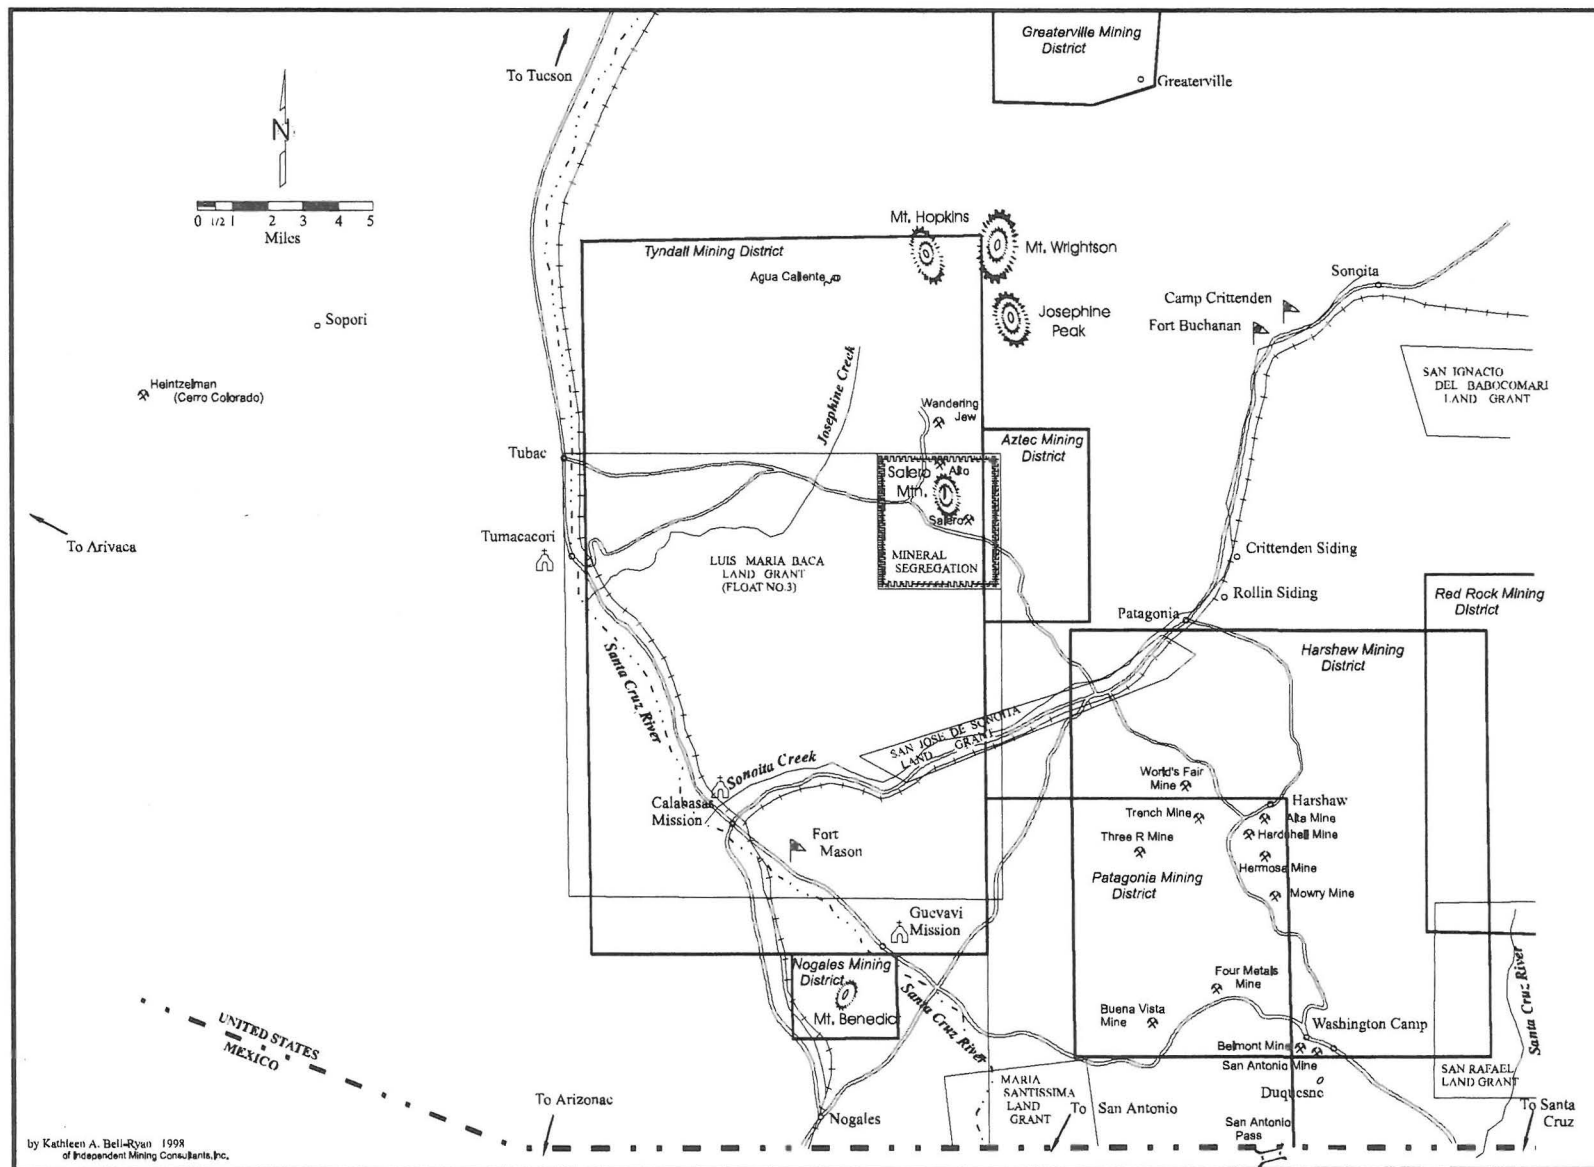 Greaterville Mining
District
Greaterville
To Tucson
N
0 1/2 1 2 3 4 5
Miles
Mt. Hopkins
Mt. Wrightson
Tyndall Mining District
Agua Caliente
Josephine
Peak
Sonoita
Camp Crittenden
Fort Buchanan
Sopori
Heintzelman
(Cerro Colorado)
SAN IGNACIO
DEL BABOCOMARI
LAND GRANT
Josephine Creek
Wandering
Jew
Aztec Mining
District
Tubac
Salero
Mtn.
Alto
Salero
To Arivaca
Tumacacori
MINERAL
SEGREGATION
LUIS MARIA BACA
LAND GRANT
(FLOAT NO.3)
Crittenden Siding
Rollin Siding
Patagonia
Red Rock Mining
District
Harshaw Mining
District
Santa Cruz River
SAN JOSE DE SONOITA
LAND GRANT
Sonoita Creek
Calabasas
Mission
World's Fair
Mine
Harshaw
Trench Mine
Alta Mine
Three R Mine
Hardshell Mine
Hermosa Mine
Fort
Mason
Patagonia Mining
District
Mowry Mine
Guevavi
Mission
Nogales Mining
District
Mt. Benedict
Santa Cruz River
Four Metals
Mine
Buena Vista
Mine
Washington Camp
Belmont Mine
San Antonio Mine
Duquesne
Santa Cruz River
SAN RAFAEL
LAND GRANT
UNITED STATES
MEXICO
MARIA
SANTISSIMA
LAND
GRANT
To Arizonac
Nogales
To San Antonio
San Antonio
Pass
To Santa
Cruz
by Kathleen A. Bell-Ryan 1998
of Independent Mining Consultants, Inc.